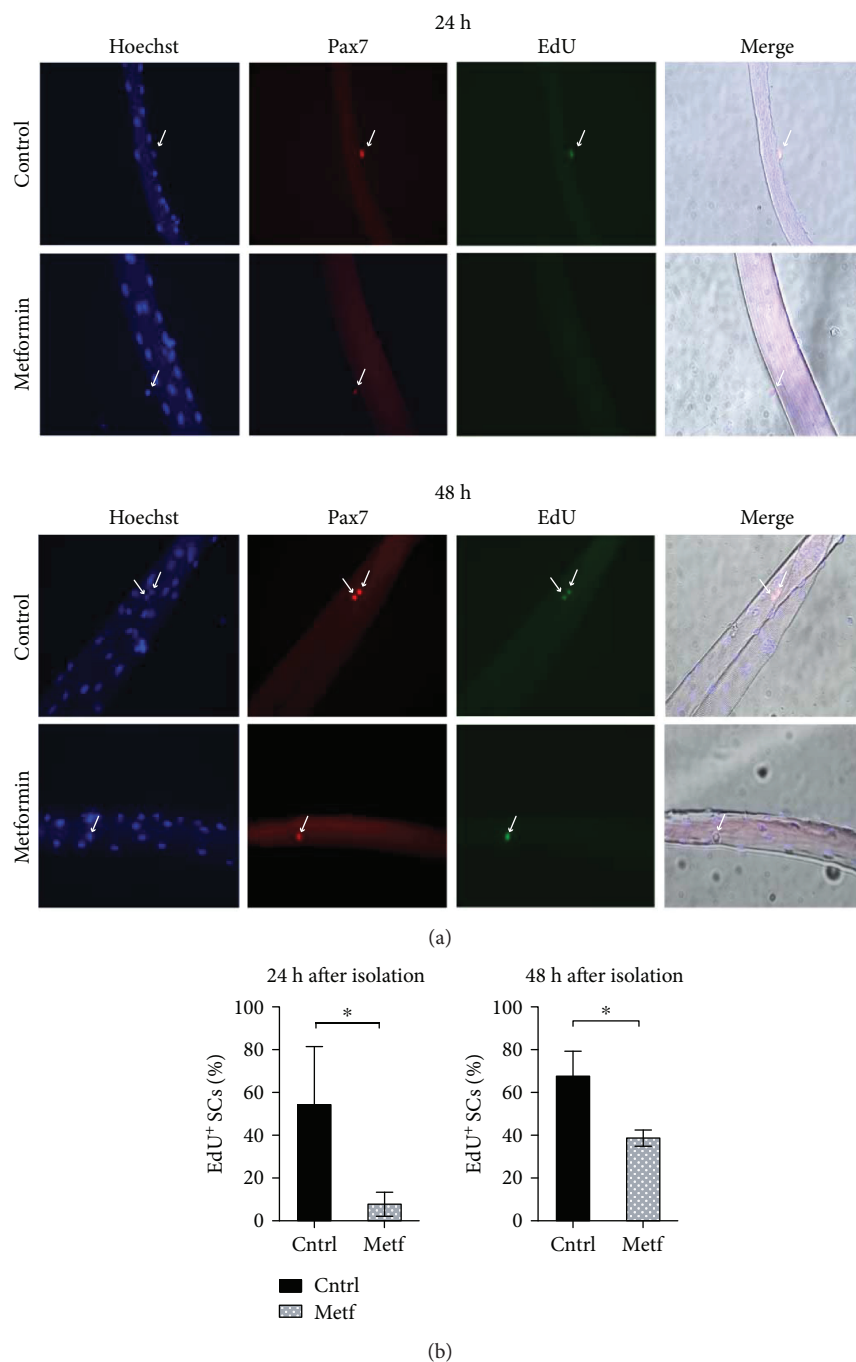 24 h
Hoechst Pax7 EdU Merge
Control
Metformin
48 h
Hoechst Pax7 EdU Merge
Control
Metformin
(a)
24 h after isolation 48 h after isolation
* *
EdU⁺ SCs (%) EdU⁺ SCs (%)
100 100
80 80
60 60
40 40
20 20
0 0
Cntrl Metf Cntrl Metf
Cntrl
Metf
(b)